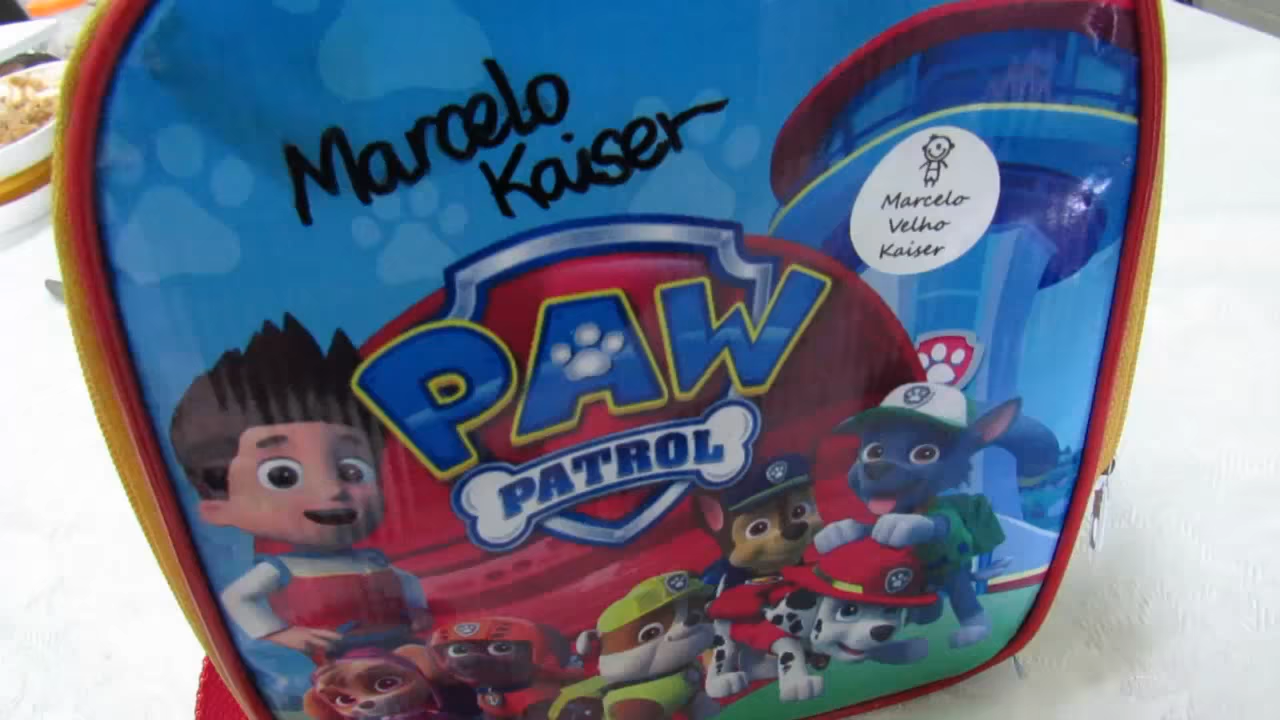 Marcelo
Kaiser
Marcelo
Velho
Kaiser
PAW
PATROL